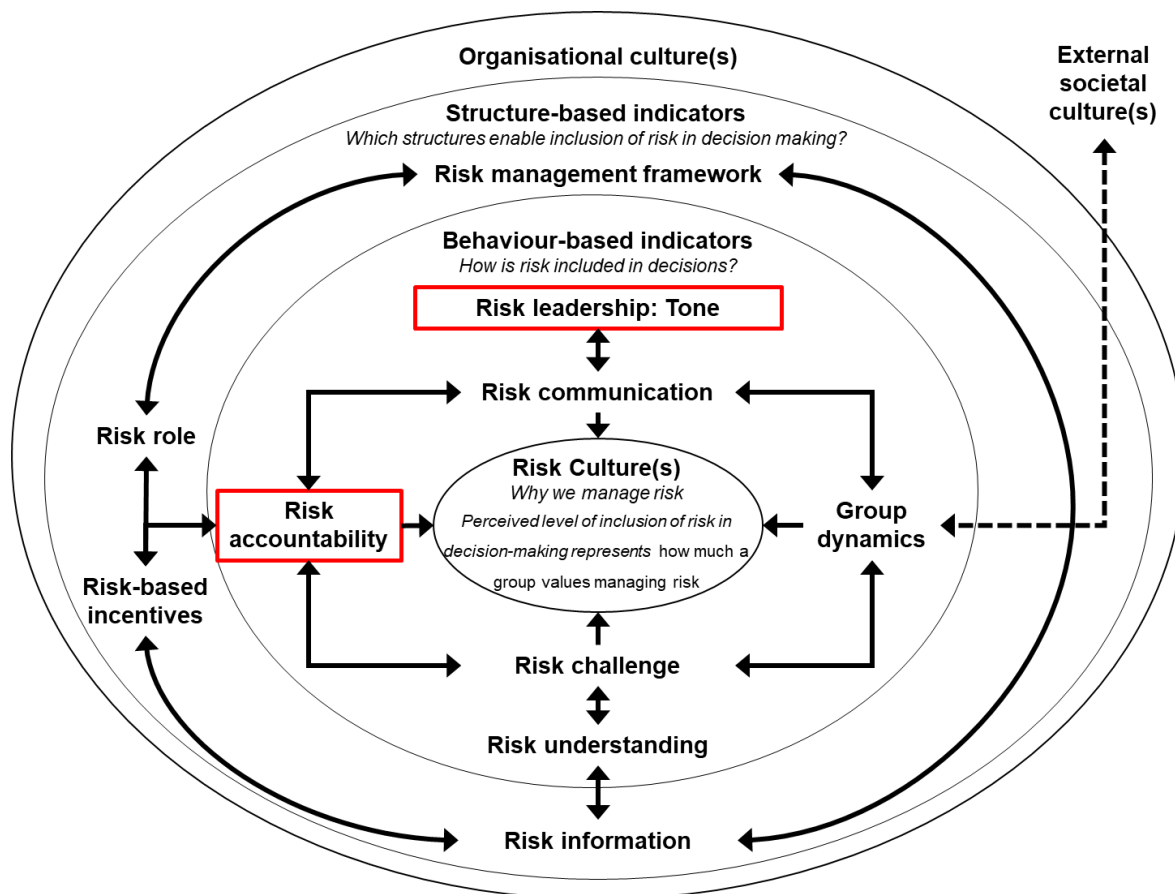 Organisational culture(s)
External
societal
culture(s)
Structure-based indicators
Which structures enable inclusion of risk in decision making?
Risk management framework
Behaviour-based indicators
How is risk included in decisions?
Risk leadership: Tone
Risk communication
Risk role
Risk Culture(s)
Why we manage risk
Perceived level of inclusion of risk in
decision-making represents how much a
group values managing risk
Risk
accountability
Group
dynamics
Risk-based
incentives
Risk challenge
Risk understanding
Risk information